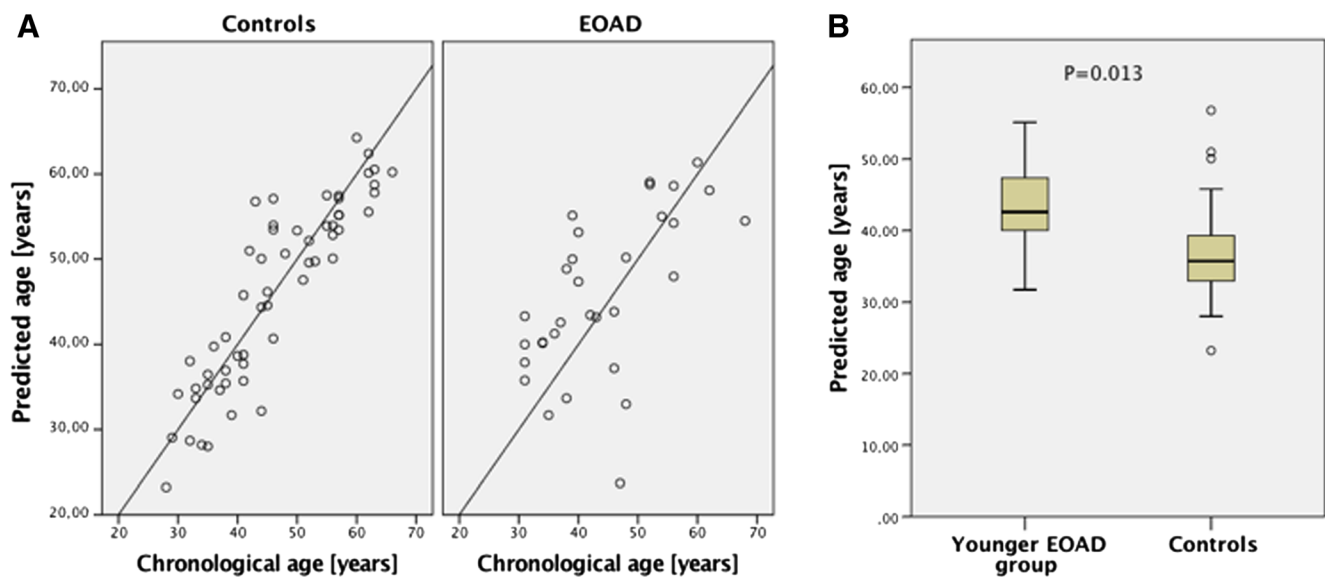 A
Controls
EOAD
70,00
60,00
50,00
40,00
30,00
20,00
Predicted age [years]
20 30 40 50 60 70
20 30 40 50 60 70
Chronological age [years]
Chronological age [years]
B
P=0.013
60,00
50,00
40,00
30,00
20,00
10,00
,00
Predicted age [years]
Younger EOAD
group
Controls